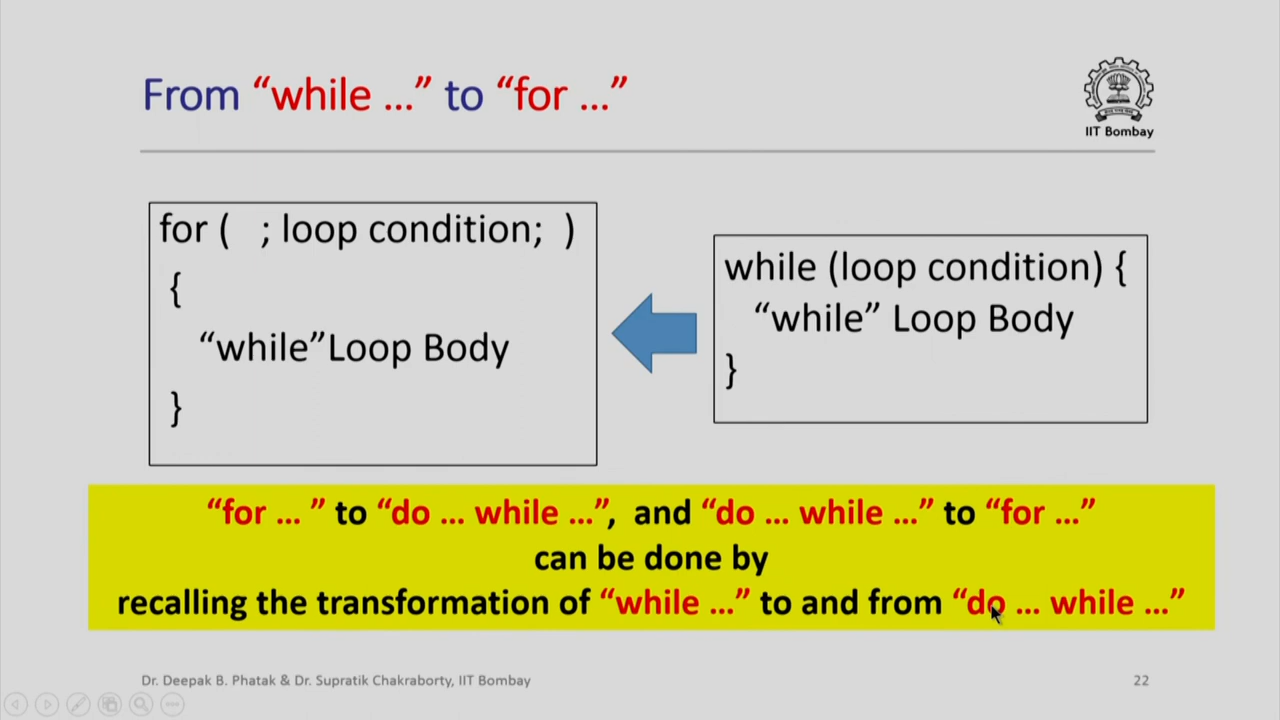 From “while ...” to “for ...”
IIT Bombay
for (   ; loop condition;  )
{
“while”Loop Body
}
while (loop condition) {
“while” Loop Body
}
“for ... ” to “do ... while ...”,  and “do ... while ...” to “for ...”
can be done by
recalling the transformation of “while ...” to and from “do ... while ...”
Dr. Deepak B. Phatak & Dr. Supratik Chakraborty, IIT Bombay
22